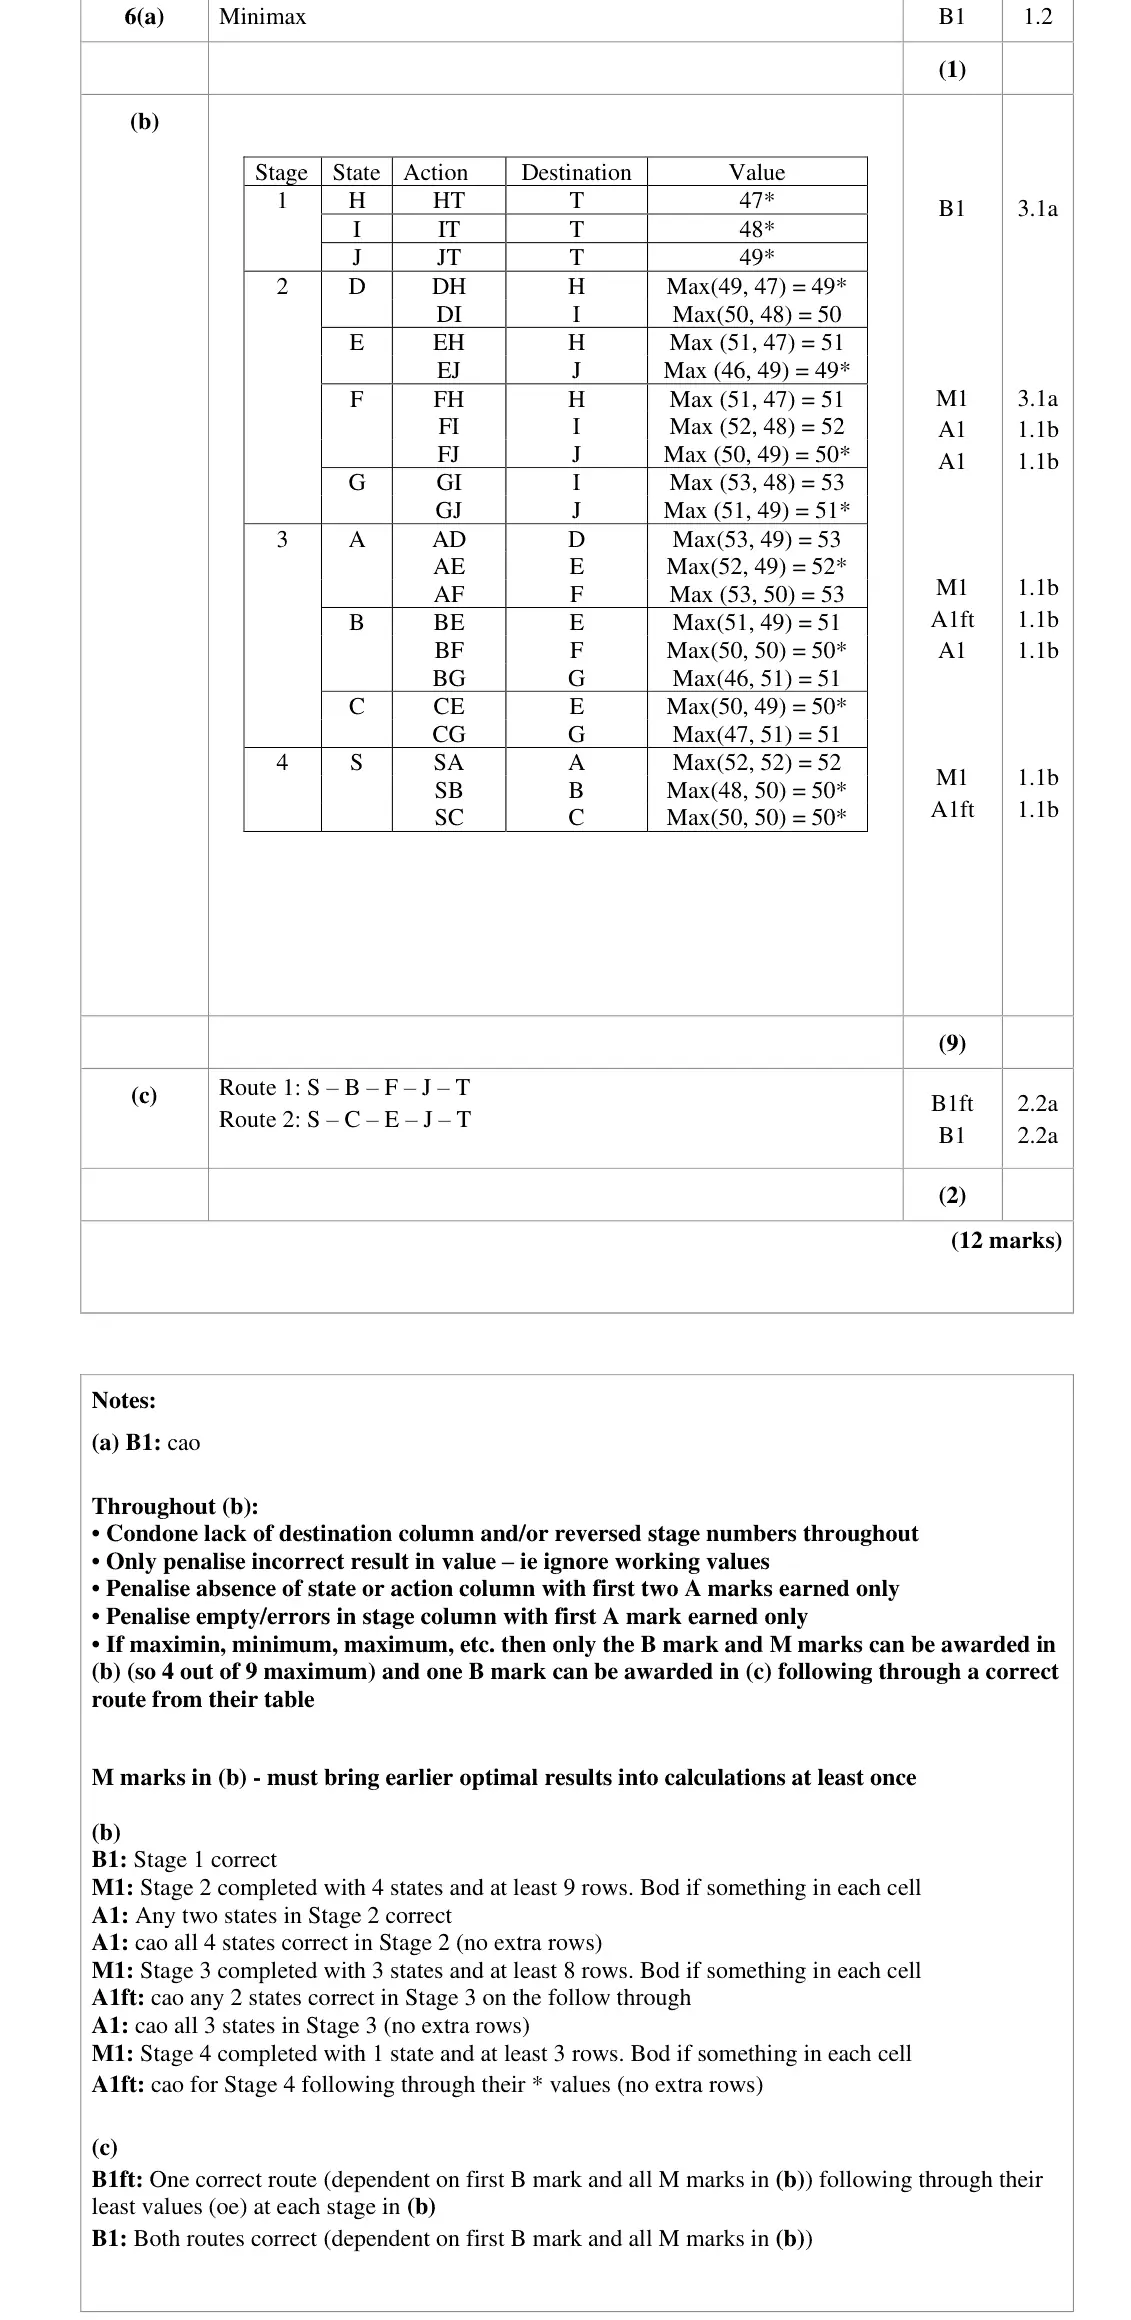 6(a) Minimax B1 1.2
(1)
(b)
Stage State Action Destination Value
1 H HT T 47*
B1 3.1a
I IT T 48*
J JT T 49*
2 D DH H Max(49, 47) = 49*
DI I Max(50, 48) = 50
E EH H Max (51, 47) = 51
EJ J Max (46, 49) = 49*
F FH H Max (51, 47) = 51 M1 3.1a
FI I Max (52, 48) = 52 A1 1.1b
FJ J Max (50, 49) = 50* A1 1.1b
G GI I Max (53, 48) = 53
GJ J Max (51, 49) = 51*
3 A AD D Max(53, 49) = 53
AE E Max(52, 49) = 52*
AF F Max (53, 50) = 53 M1 1.1b
B BE E Max(51, 49) = 51 A1ft 1.1b
BF F Max(50, 50) = 50* A1 1.1b
BG G Max(46, 51) = 51
C CE E Max(50, 49) = 50*
CG G Max(47, 51) = 51
4 S SA A Max(52, 52) = 52
M1 1.1b
SB B Max(48, 50) = 50*
SC C Max(50, 50) = 50* A1ft 1.1b
(9)
(c) Route 1: S – B – F – J – T B1ft 2.2a
Route 2: S – C – E – J – T B1 2.2a
(2)
(12 marks)
Notes:
(a) B1: cao
Throughout (b):
• Condone lack of destination column and/or reversed stage numbers throughout
• Only penalise incorrect result in value – ie ignore working values
• Penalise absence of state or action column with first two A marks earned only
• Penalise empty/errors in stage column with first A mark earned only
• If maximin, minimum, maximum, etc. then only the B mark and M marks can be awarded in
(b) (so 4 out of 9 maximum) and one B mark can be awarded in (c) following through a correct
route from their table
M marks in (b) - must bring earlier optimal results into calculations at least once
(b)
B1: Stage 1 correct
M1: Stage 2 completed with 4 states and at least 9 rows. Bod if something in each cell
A1: Any two states in Stage 2 correct
A1: cao all 4 states correct in Stage 2 (no extra rows)
M1: Stage 3 completed with 3 states and at least 8 rows. Bod if something in each cell
A1ft: cao any 2 states correct in Stage 3 on the follow through
A1: cao all 3 states in Stage 3 (no extra rows)
M1: Stage 4 completed with 1 state and at least 3 rows. Bod if something in each cell
A1ft: cao for Stage 4 following through their * values (no extra rows)
(c)
B1ft: One correct route (dependent on first B mark and all M marks in (b)) following through their
least values (oe) at each stage in (b)
B1: Both routes correct (dependent on first B mark and all M marks in (b))